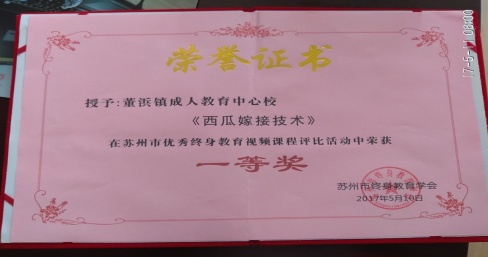 荣誉证书
授予:董浜镇成人教育中心校
《西瓜嫁接技术》
在苏州市优秀终身教育视频课程评比活动中荣获
一等奖
苏州市终身教育学会
2017年5月10日